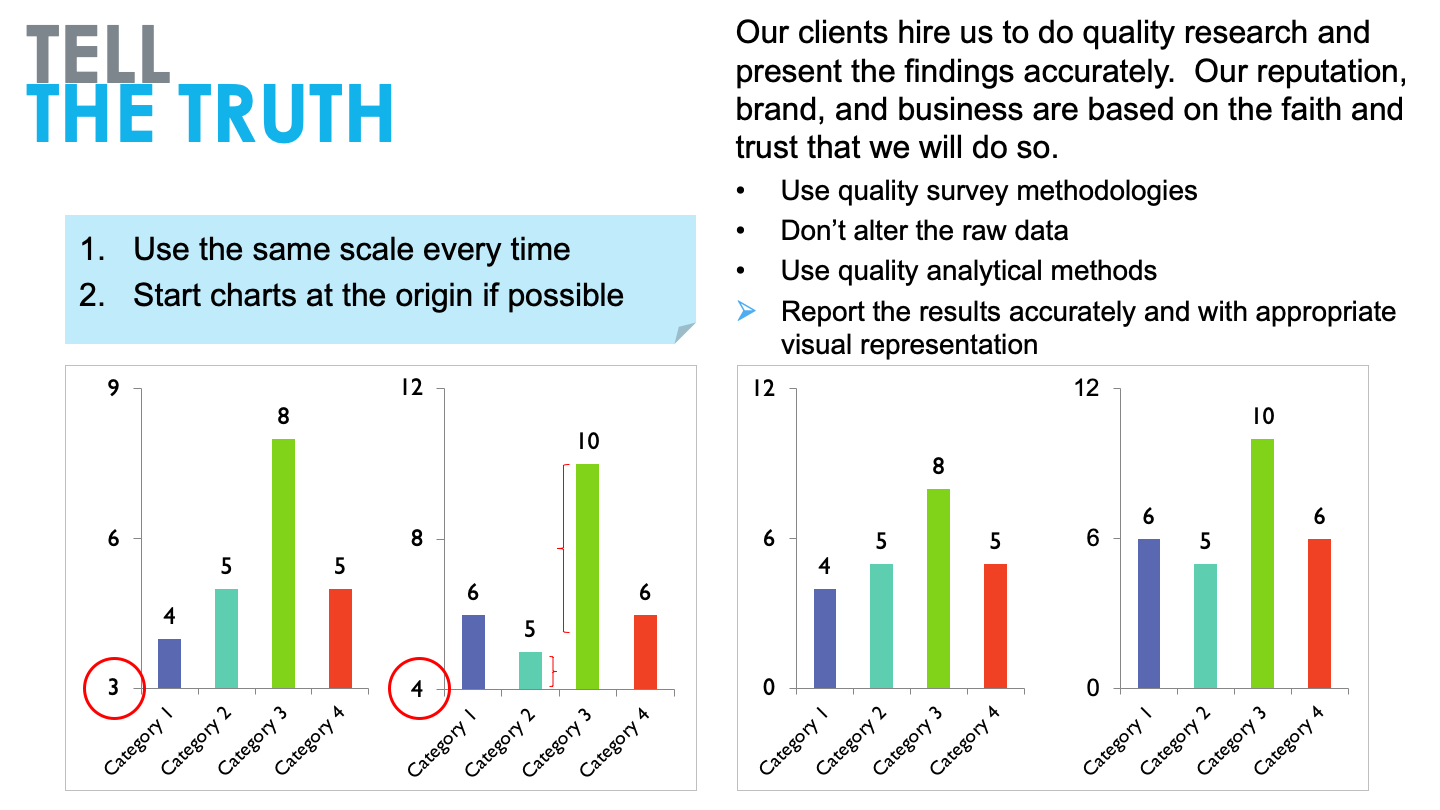 TELL
THE TRUTH
Our clients hire us to do quality research and
present the findings accurately.  Our reputation,
brand, and business are based on the faith and
trust that we will do so.
• Use quality survey methodologies
• Don’t alter the raw data
• Use quality analytical methods
➢ Report the results accurately and with appropriate
visual representation
1. Use the same scale every time
2. Start charts at the origin if possible
9
6
3
4
5
8
5
Category 1
Category 2
Category 3
Category 4
12
8
4
6
5
10
6
Category 1
Category 2
Category 3
Category 4
12
6
0
4
5
8
5
Category 1
Category 2
Category 3
Category 4
12
6
0
6
5
10
6
Category 1
Category 2
Category 3
Category 4